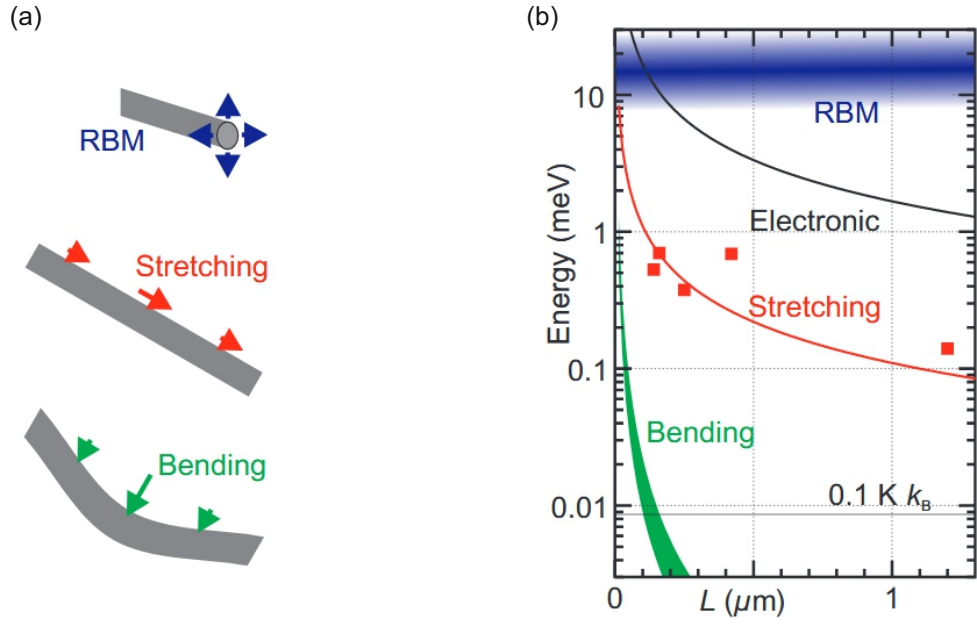 (a)
RBM
Stretching
Bending
(b)
Energy (meV)
10
1
0.1
0.01
RBM
Electronic
Stretching
Bending
0.1 K k_B
0
1
L (μm)